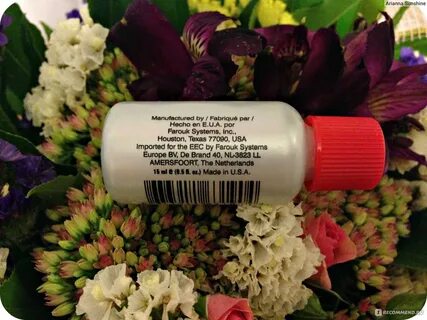 Arianna Sunshine
Manufactured by / Fabriqué par /
Hecho en E.U.A. por
Farouk Systems, Inc.,
Houston, Texas 77090, USA
Imported for the EEC by Farouk Systems
Europe BV, De Brand 40, NL-3823 LL
AMERSFOORT, The Netherlands
15 ml ℮ (0.5 fl. oz.) Made in U.S.A.
IRECOMMEND.RU